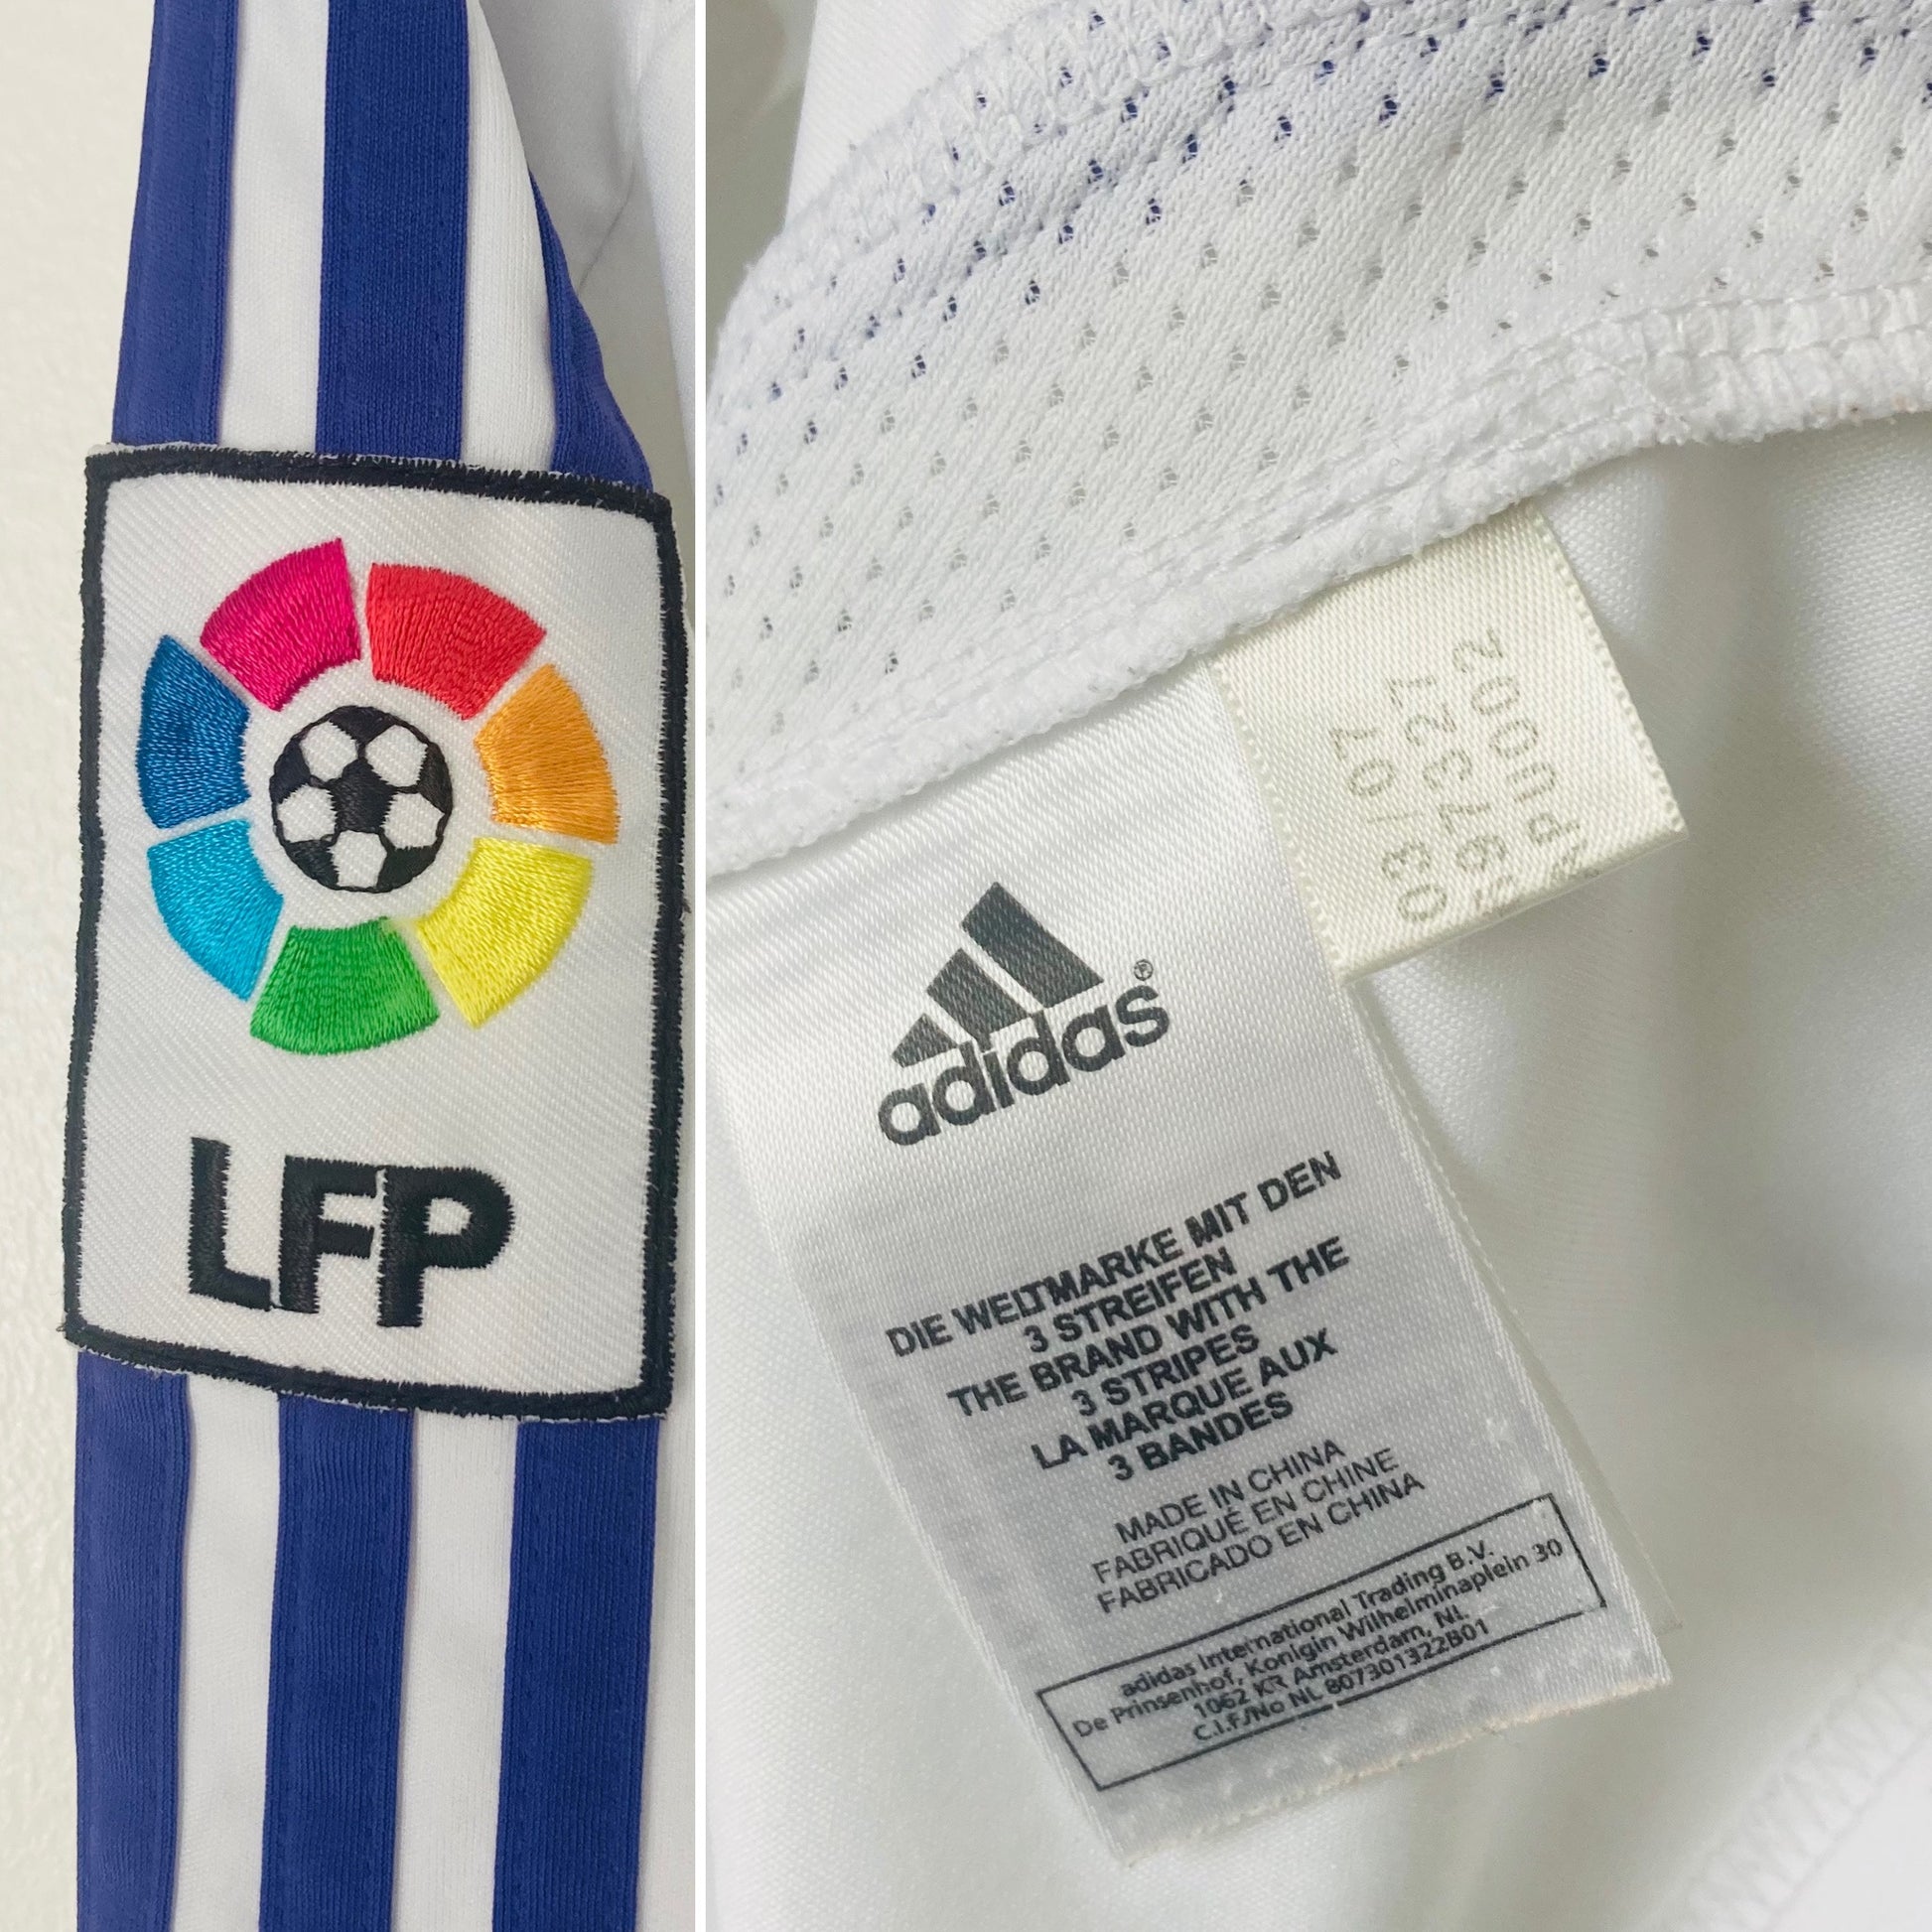 LFP
03/07
597327
APU002
adidas®
DIE WELTMARKE MIT DEN
3 STREIFEN
THE BRAND WITH THE
3 STRIPES
LA MARQUE AUX
3 BANDES
MADE IN CHINA
FABRIQUÉ EN CHINE
FABRICADO EN CHINA
adidas International Trading B.V.
De Prinsenhof, Konigin Wilhelminaplein 30
1062 KR Amsterdam, NL
C.I.F/No NL 807301322B01